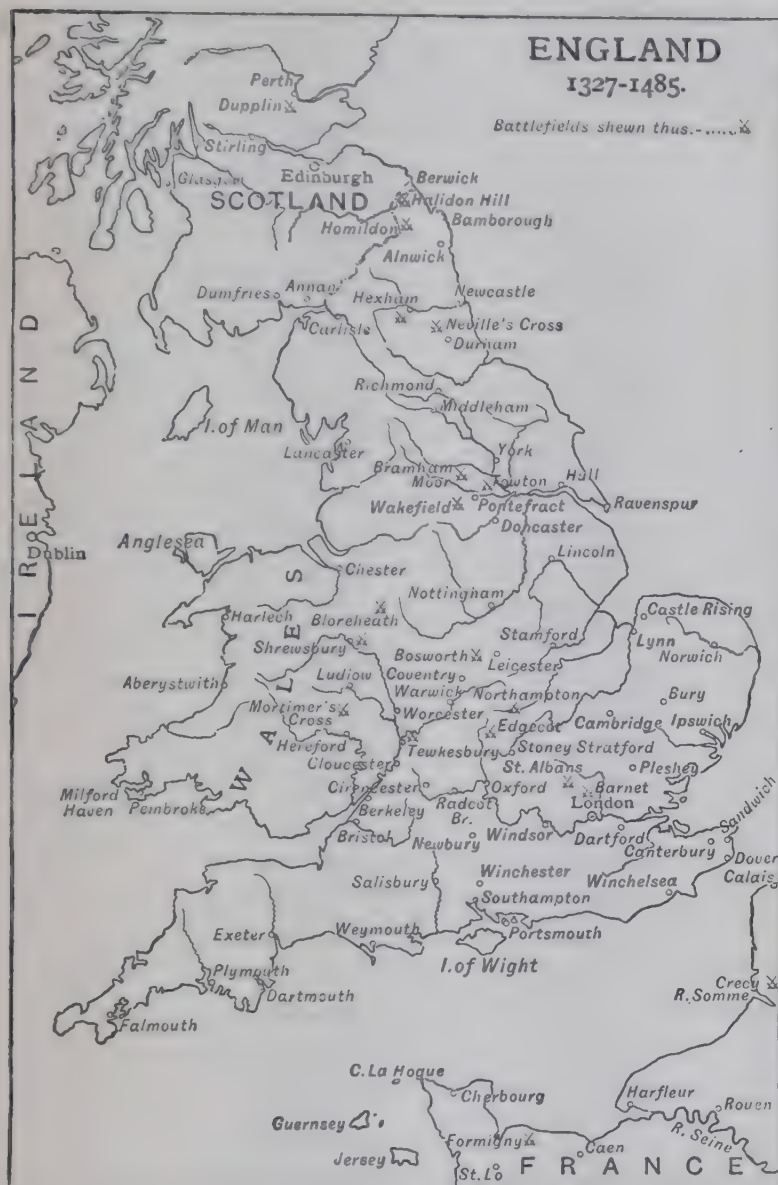 ENGLAND
1327-1485.
Battlefields shewn thus.-.....
Perth
Dupplin
Stirling
Glasgow
Edinburgh
Berwick
SCOTLAND
Halidon Hill
Bamborough
Homildon
Alnwick
Annan
Dumfries
Hexham
Newcastle
Carlisle
Neville's Cross
Durham
Richmond
Middleham
I. of Man
Lancaster
York
Bramham
Moor
Towton
Hull
Wakefield
Pontefract
Ravenspur
Doncaster
IRELAND
Dublin
Anglesea
Chester
Lincoln
Nottingham
Castle Rising
Harlech
Bloreheath
Lynn
Norwich
Shrewsbury
Stamford
Bosworth
Leicester
Coventry
WALES
Aberystwith
Ludlow
Warwick
Northampton
Bury
Mortimer's
Cross
Worcester
Edgecot
Cambridge
Ipswich
Hereford
Tewkesbury
Stoney Stratford
Gloucester
St. Albans
Pleshey
Milford
Haven
Pembroke
Cirencester
Oxford
Barnet
Berkeley
Radcot
Br.
London
Sandwich
Bristol
Newbury
Windsor
Dartford
Canterbury
Dover
Calais
Salisbury
Winchester
Winchelsea
Southampton
Exeter
Weymouth
Portsmouth
I. of Wight
Plymouth
Dartmouth
Crecy
R. Somme
Falmouth
C. La Hogue
Cherbourg
Harfleur
Rouen
Guernsey
R. Seine
Formigny
Caen
Jersey
St. Lo
FRANCE